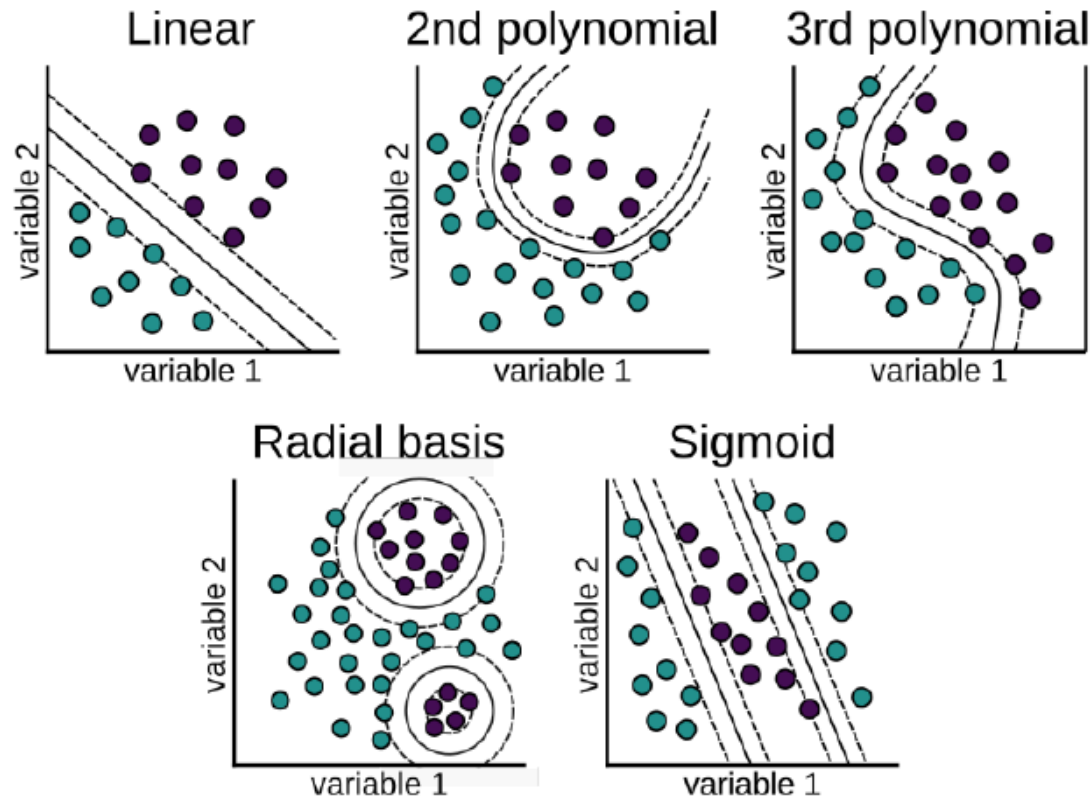 Linear
2nd polynomial
3rd polynomial
variable 2
variable 1
variable 2
variable 1
variable 2
variable 1
Radial basis
Sigmoid
variable 2
variable 1
variable 2
variable 1